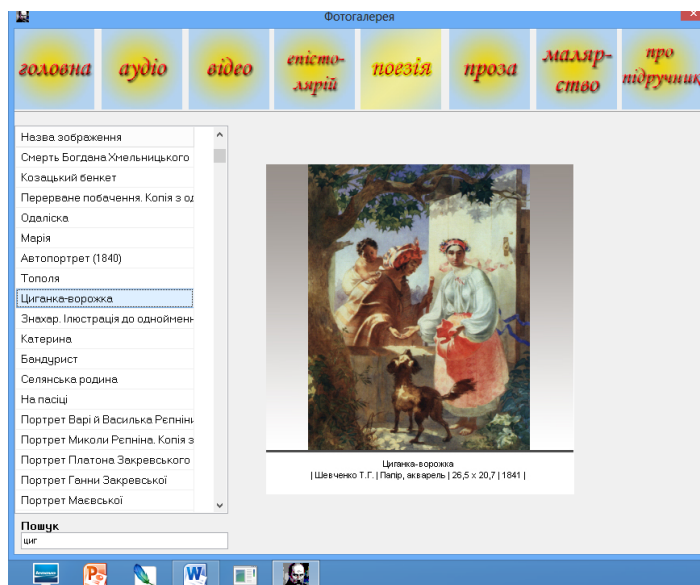 Фотогалерея
головна
аудіо
відео
епісто-
лярій
поезія
проза
маляр-
ство
про
підручник
Назва зображення
Смерть Богдана Хмельницького
Козацький бенкет
Перерване побачення. Копія з од
Одаліска
Марія
Автопортрет (1840)
Тополя
Циганка-ворожка
Знахар. Ілюстрація до однойменн
Катерина
Бандурист
Селянська родина
На пасіці
Портрет Варі й Василька Рєпніни
Портрет Миколи Рєпніна. Копія з
Портрет Платона Закревського
Портрет Ганни Закревської
Портрет Маєвської
Циганка-ворожка
| Шевченко Т.Г. | Папір, акварель | 26,5 x 20,7 | 1841 |
Пошук
циг